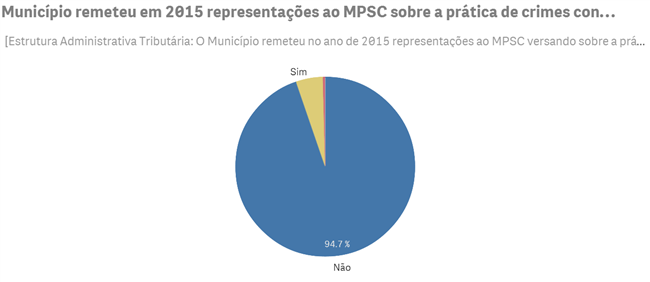 Município remeteu em 2015 representações ao MPSC sobre a prática de crimes con...
[Estrutura Administrativa Tributária: O Município remeteu no ano de 2015 representações ao MPSC versando sobre a prá...
Sim
94.7 %
Não